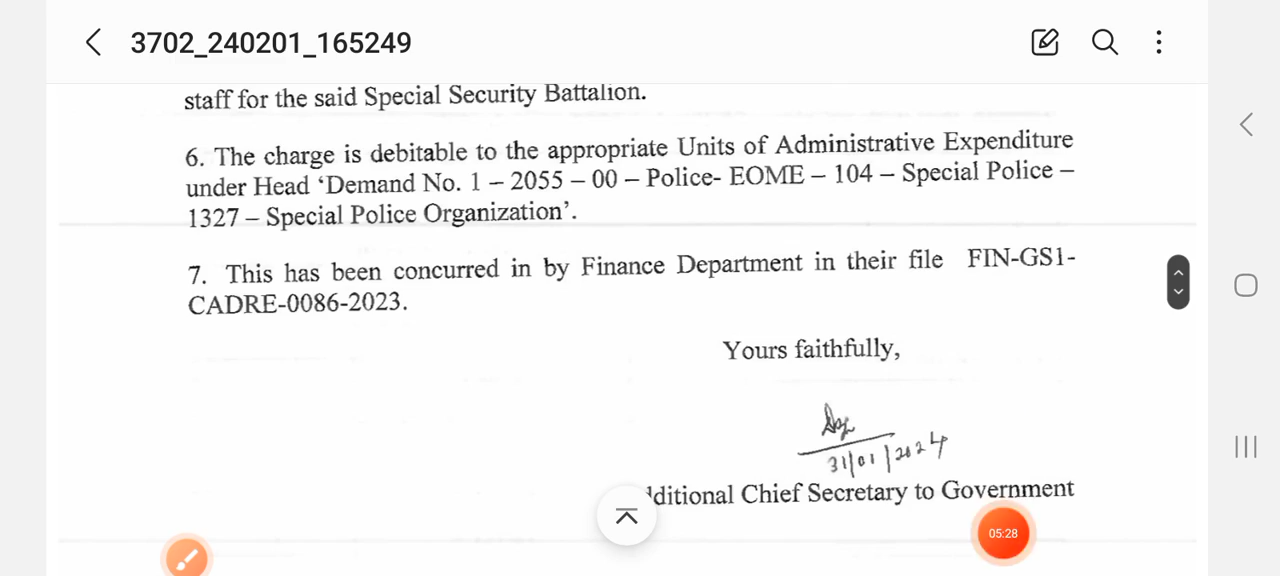 3702_240201_165249
staff for the said Special Security Battalion.
6. The charge is debitable to the appropriate Units of Administrative Expenditure
under Head ‘Demand No. 1 – 2055 – 00 – Police- EOME – 104 – Special Police –
1327 – Special Police Organization’.
7. This has been concurred in by Finance Department in their file FIN-GS1-
CADRE-0086-2023.
Yours faithfully,
31/01/2024
Chief Secretary to Government
05:28